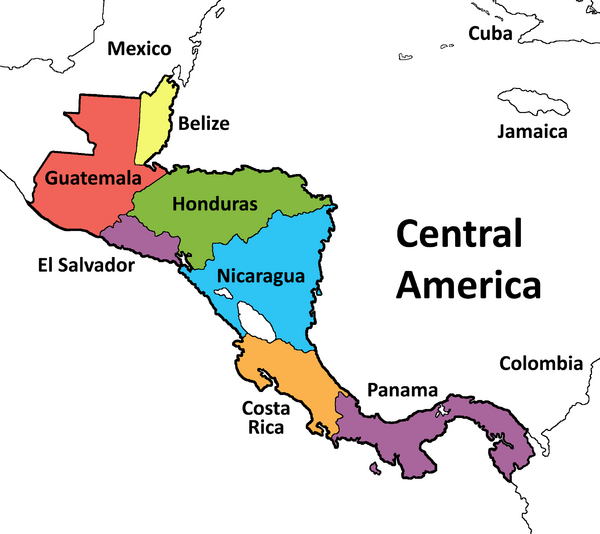 Cuba
Mexico
Belize
Jamaica
Guatemala
Honduras
Central
America
El Salvador
Nicaragua
Colombia
Panama
Costa
Rica